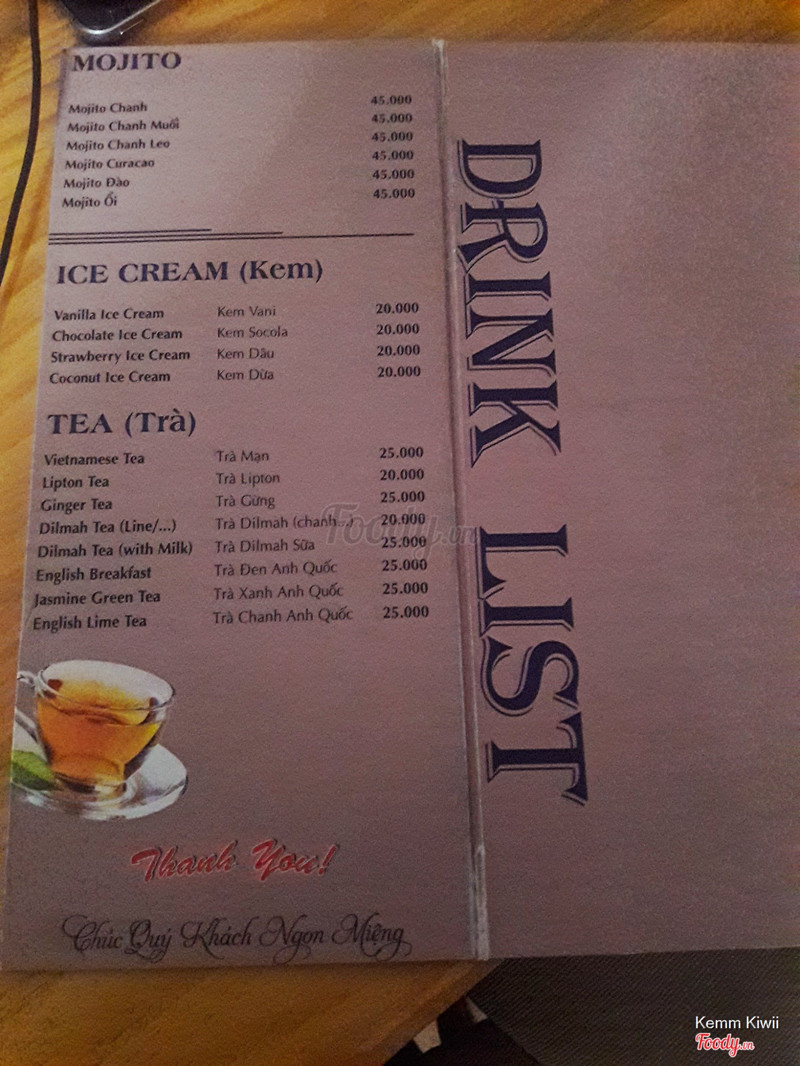 MOJITO
Mojito Chanh 45.000
Mojito Chanh Muối 45.000
Mojito Chanh Leo 45.000
Mojito Curacao 45.000
Mojito Đào 45.000
Mojito Ổi 45.000
ICE CREAM (Kem)
Vanilla Ice Cream Kem Vani 20.000
Chocolate Ice Cream Kem Socola 20.000
Strawberry Ice Cream Kem Dâu 20.000
Coconut Ice Cream Kem Dừa 20.000
TEA (Trà)
Vietnamese Tea Trà Mạn 25.000
Lipton Tea Trà Lipton 20.000
Ginger Tea Trà Gừng 25.000
Dilmah Tea (Line/...) Trà Dilmah (chanh...) 20.000
Dilmah Tea (with Milk) Trà Dilmah Sữa 25.000
English Breakfast Trà Đen Anh Quốc 25.000
Jasmine Green Tea Trà Xanh Anh Quốc 25.000
English Lime Tea Trà Chanh Anh Quốc 25.000
Thank You!
Chúc Quý Khách Ngon Miệng
DRINK LIST
Foody.vn
Kemm Kiwii
Foody.vn